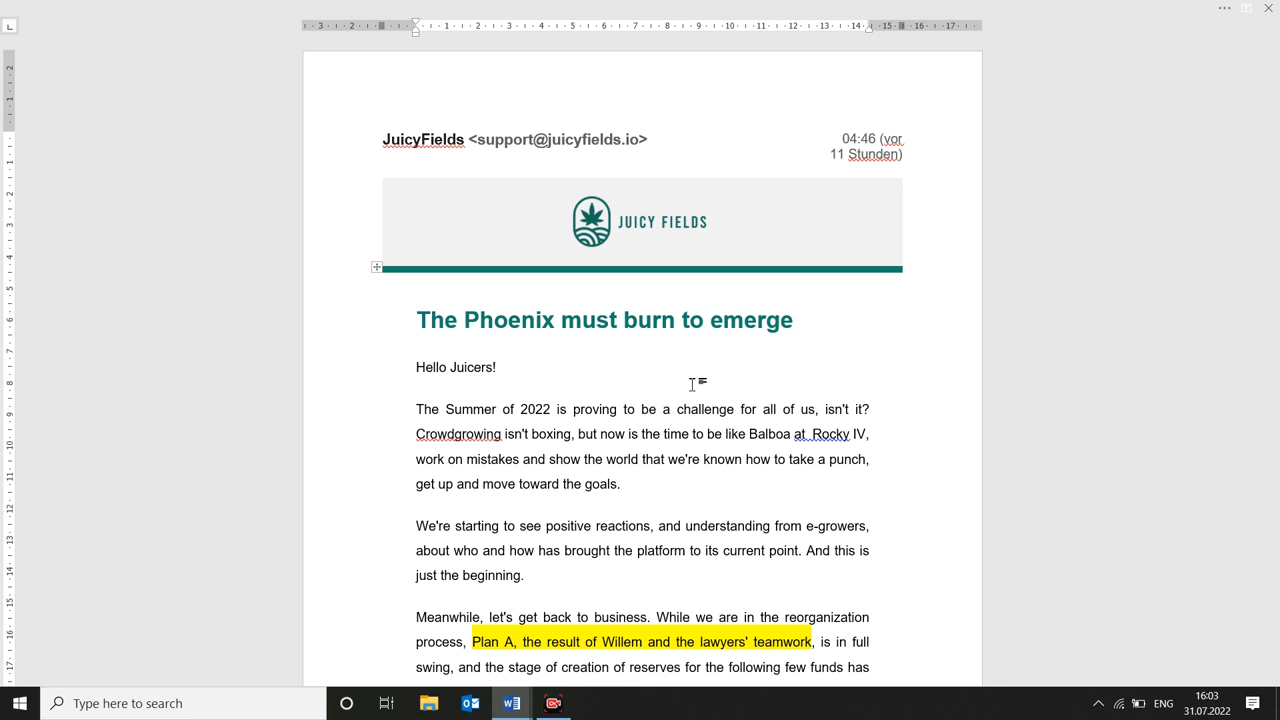 JuicyFields <support@juicyfields.io>
04:46 (vor
11 Stunden)
JUICY FIELDS
The Phoenix must burn to emerge
Hello Juicers!
The Summer of 2022 is proving to be a challenge for all of us, isn't it?
Crowdgrowing isn't boxing, but now is the time to be like Balboa at Rocky IV,
work on mistakes and show the world that we're known how to take a punch,
get up and move toward the goals.
We're starting to see positive reactions, and understanding from e-growers,
about who and how has brought the platform to its current point. And this is
just the beginning.
Meanwhile, let's get back to business. While we are in the reorganization
process, Plan A, the result of Willem and the lawyers' teamwork, is in full
swing, and the stage of creation of reserves for the following few funds has
Type here to search
ENG
16:03
31.07.2022